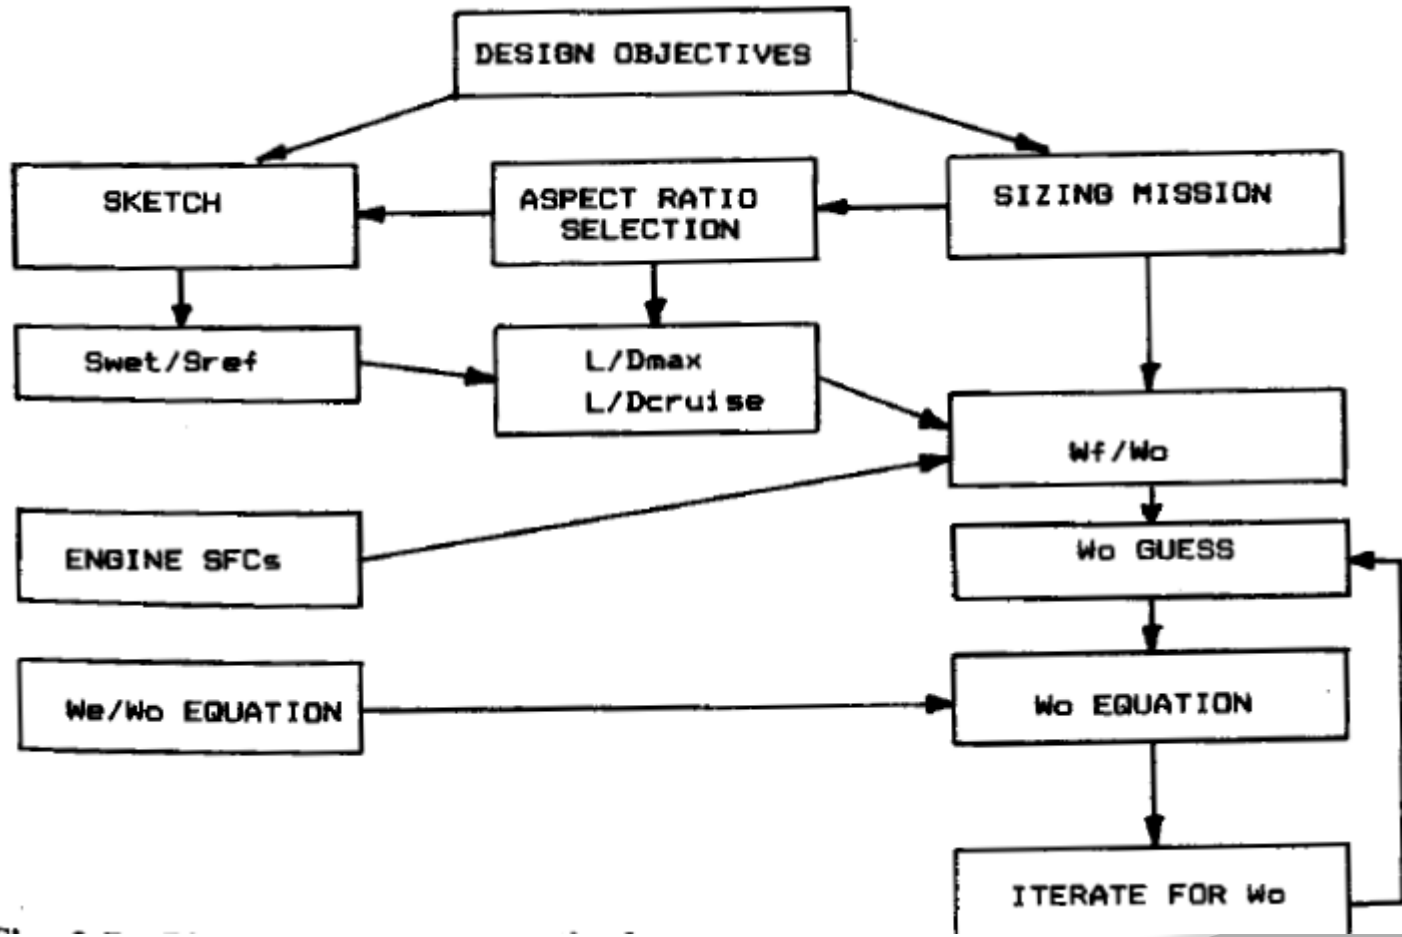 DESIGN OBJECTIVES
SKETCH
ASPECT RATIO
SELECTION
SIZING MISSION
Swet/Sref
L/Dmax
L/Dcruise
Wf/Wo
ENGINE SFCs
Wo GUESS
We/Wo EQUATION
Wo EQUATION
ITERATE FOR Wo